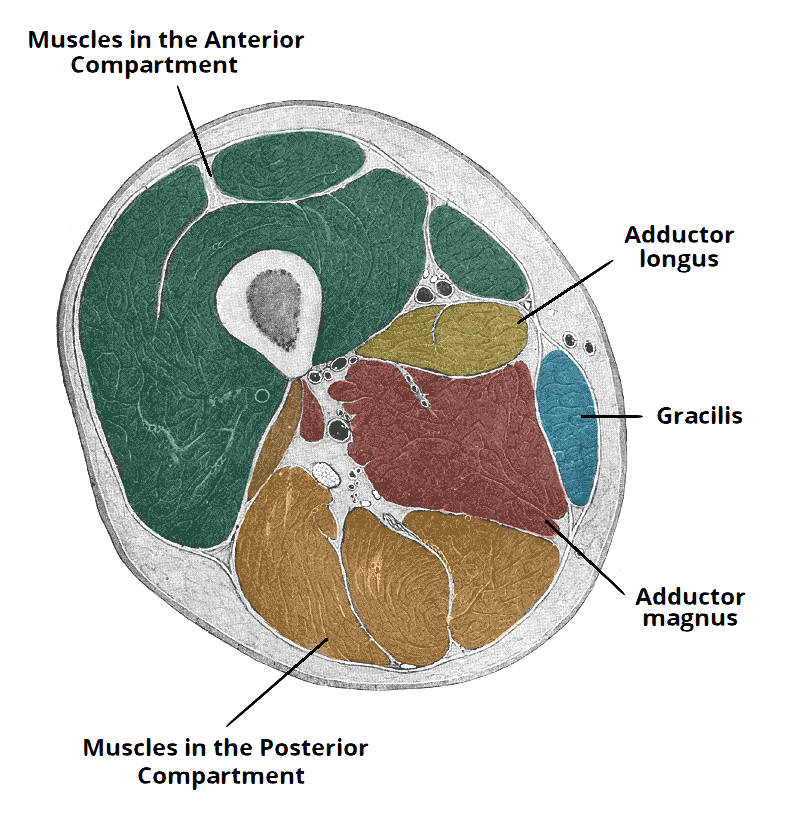 Muscles in the Anterior
Compartment
Adductor
longus
Gracilis
Adductor
magnus
Muscles in the Posterior
Compartment